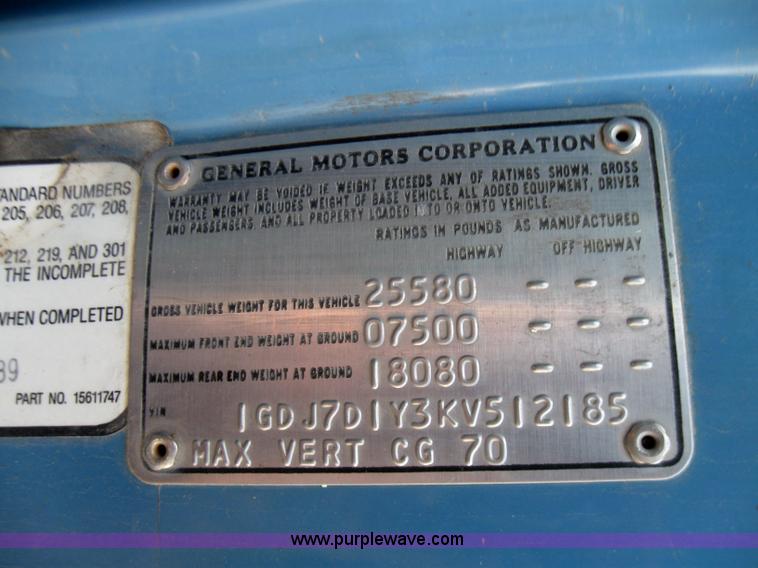 TANDARD NUMBERS
205, 206, 207, 208,
212, 219, AND 301
THE INCOMPLETE
WHEN COMPLETED
89
PART NO. 15611747
GENERAL MOTORS CORPORATION
WARRANTY MAY BE VOIDED IF WEIGHT EXCEEDS ANY OF RATINGS SHOWN. GROSS
VEHICLE WEIGHT INCLUDES WEIGHT OF BASE VEHICLE, ALL ADDED EQUIPMENT, DRIVER
AND PASSENGERS, AND ALL PROPERTY LOADED INTO OR ONTO VEHICLE.
RATINGS IN POUNDS AS MANUFACTURED
HIGHWAY OFF HIGHWAY
GROSS VEHICLE WEIGHT FOR THIS VEHICLE 25580 - - -
MAXIMUM FRONT END WEIGHT AT GROUND 07500 - - -
MAXIMUM REAR END WEIGHT AT GROUND 18080 - - -
VIN 1GDJ7D1Y3KV512185
MAX VERT CG 70
www.purplewave.com